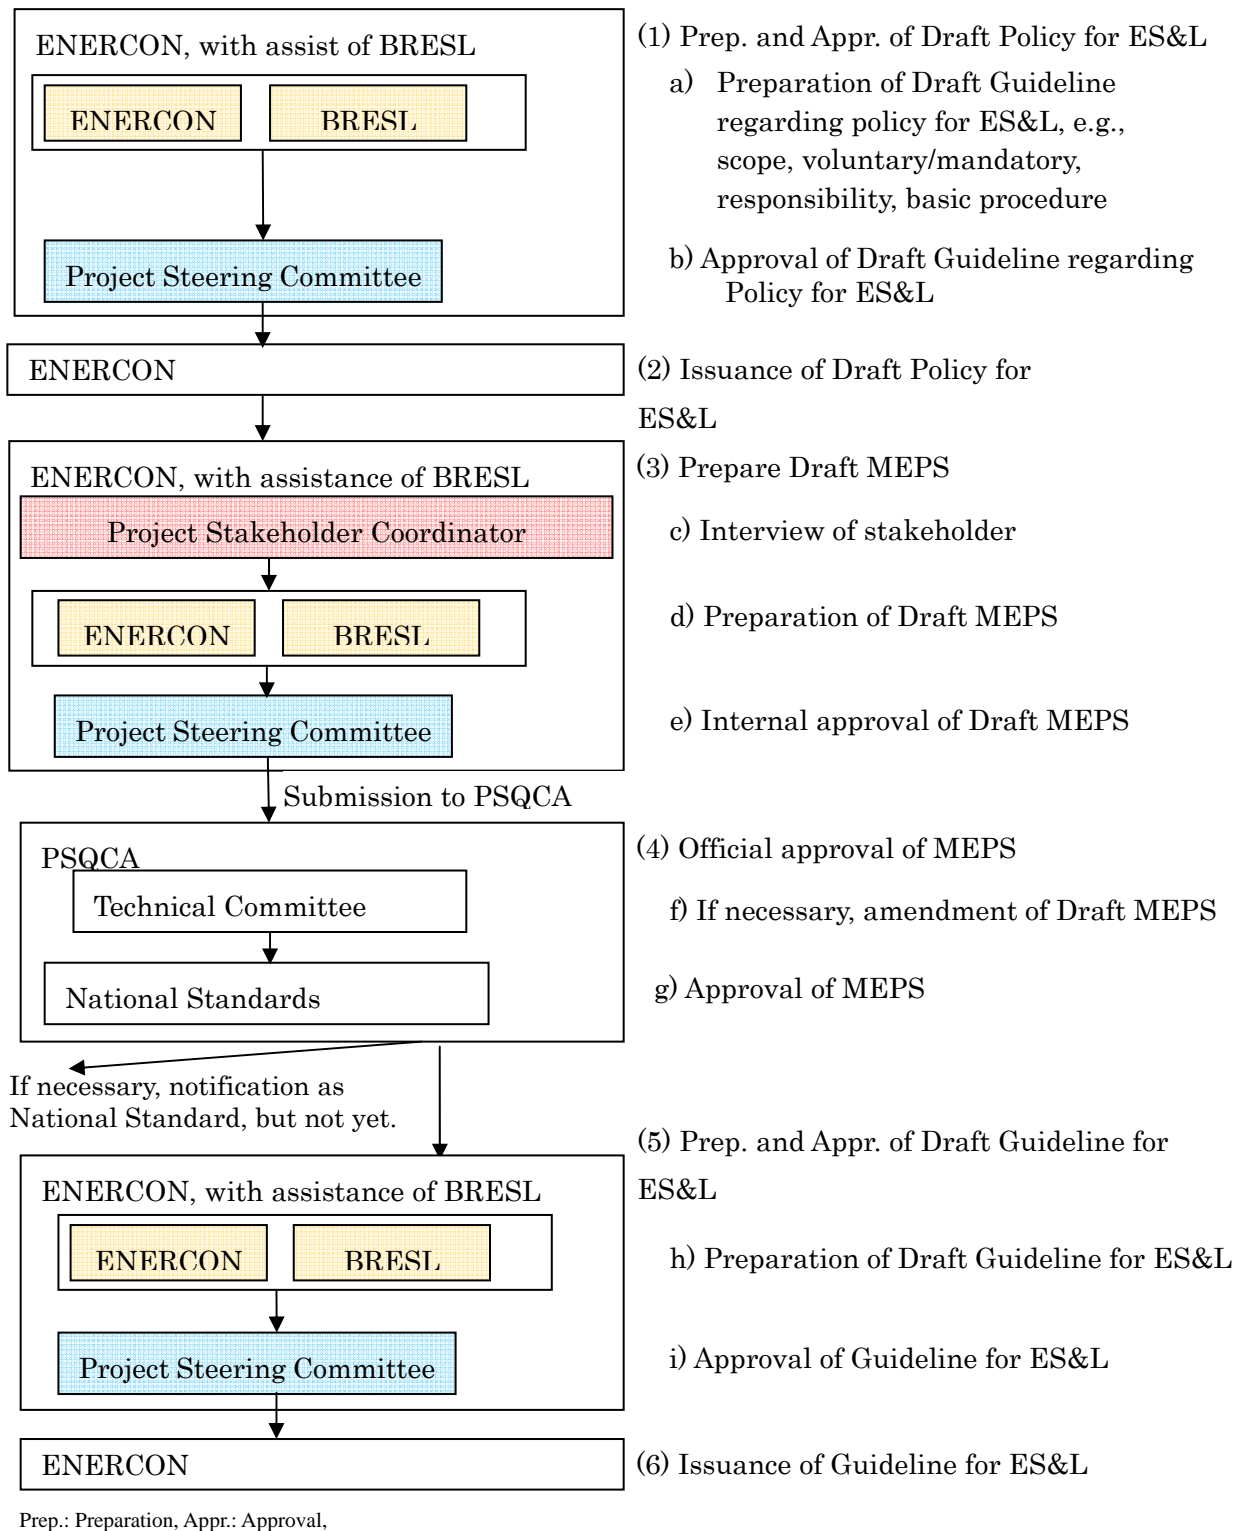 ENERCON, with assist of BRESL
(1) Prep. and Appr. of Draft Policy for ES&L
ENERCON
BRESL
a) Preparation of Draft Guideline
regarding policy for ES&L, e.g.,
scope, voluntary/mandatory,
responsibility, basic procedure
Project Steering Committee
b) Approval of Draft Guideline regarding
Policy for ES&L
ENERCON
(2) Issuance of Draft Policy for
ES&L
ENERCON, with assistance of BRESL
(3) Prepare Draft MEPS
Project Stakeholder Coordinator
c) Interview of stakeholder
ENERCON
BRESL
d) Preparation of Draft MEPS
Project Steering Committee
e) Internal approval of Draft MEPS
Submission to PSQCA
PSQCA
(4) Official approval of MEPS
Technical Committee
f) If necessary, amendment of Draft MEPS
National Standards
g) Approval of MEPS
If necessary, notification as
National Standard, but not yet.
(5) Prep. and Appr. of Draft Guideline for
ES&L
ENERCON, with assistance of BRESL
ENERCON
BRESL
h) Preparation of Draft Guideline for ES&L
Project Steering Committee
i) Approval of Guideline for ES&L
ENERCON
(6) Issuance of Guideline for ES&L
Prep.: Preparation, Appr.: Approval,